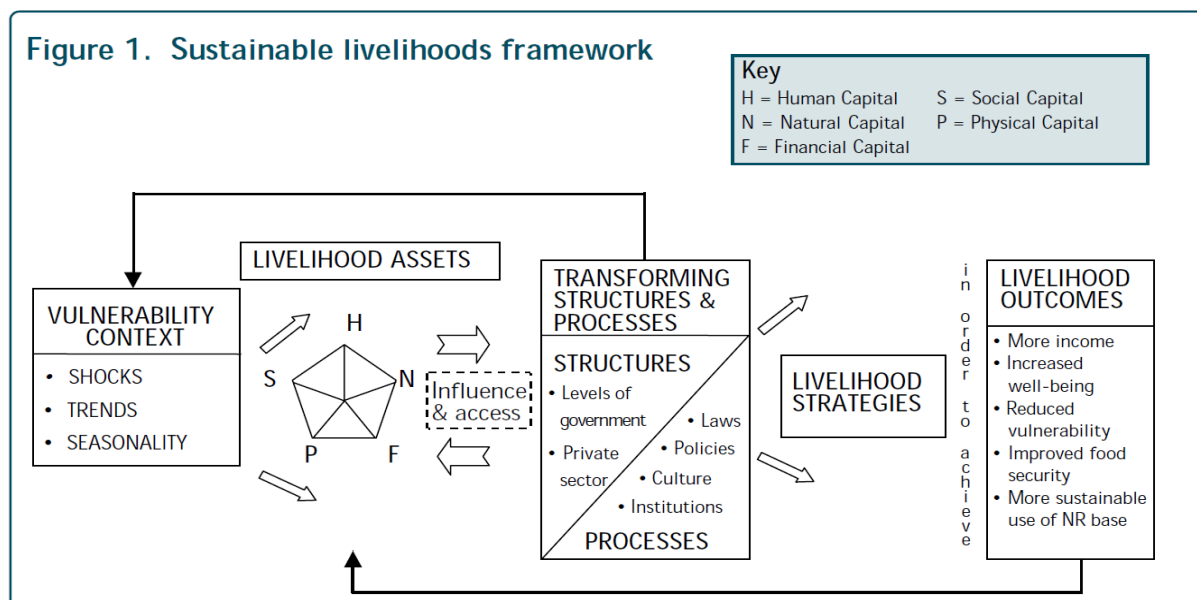 Figure 1. Sustainable livelihoods framework
Key
H = Human Capital S = Social Capital
N = Natural Capital P = Physical Capital
F = Financial Capital
VULNERABILITY
CONTEXT
• SHOCKS
• TRENDS
• SEASONALITY
LIVELIHOOD ASSETS
H
S
N
P
F
Influence
& access
TRANSFORMING
STRUCTURES &
PROCESSES
STRUCTURES
• Levels of
government
• Private
sector
• Laws
• Policies
• Culture
• Institutions
PROCESSES
LIVELIHOOD
STRATEGIES
in order to achieve
LIVELIHOOD
OUTCOMES
• More income
• Increased
well-being
• Reduced
vulnerability
• Improved food
security
• More sustainable
use of NR base